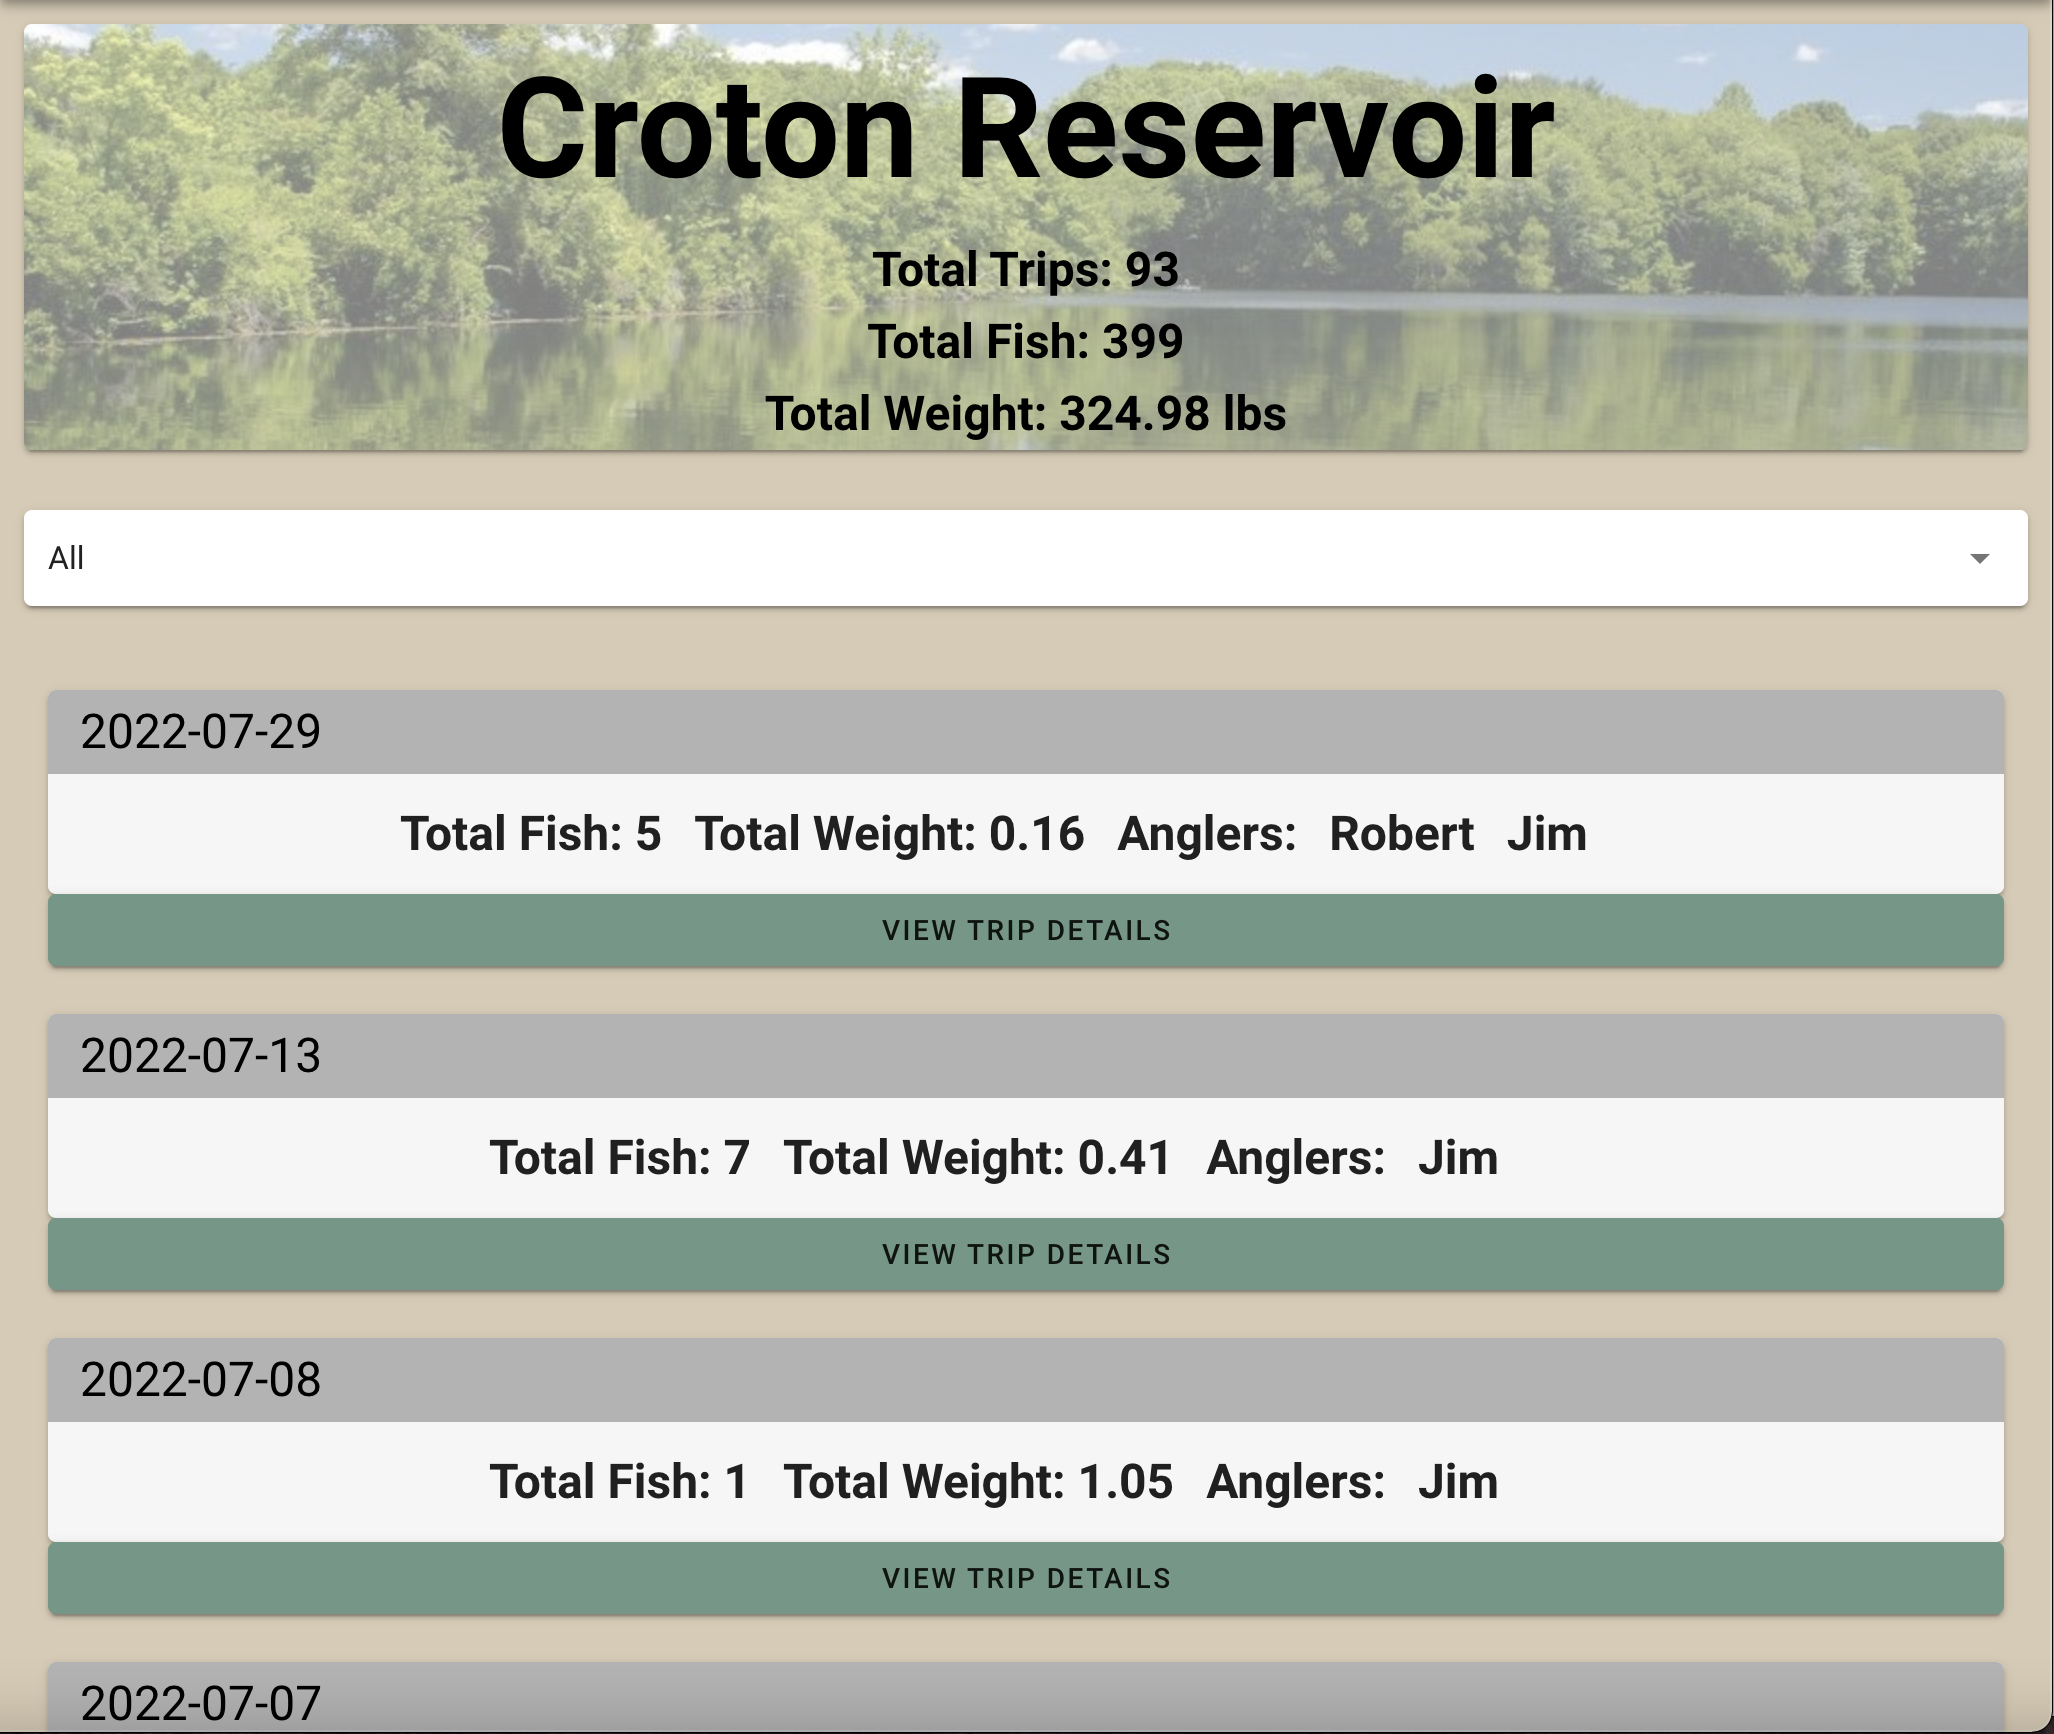 Croton Reservoir
Total Trips: 93
Total Fish: 399
Total Weight: 324.98 lbs
All
2022-07-29
Total Fish: 5 Total Weight: 0.16 Anglers: Robert Jim
VIEW TRIP DETAILS
2022-07-13
Total Fish: 7 Total Weight: 0.41 Anglers: Jim
VIEW TRIP DETAILS
2022-07-08
Total Fish: 1 Total Weight: 1.05 Anglers: Jim
VIEW TRIP DETAILS
2022-07-07